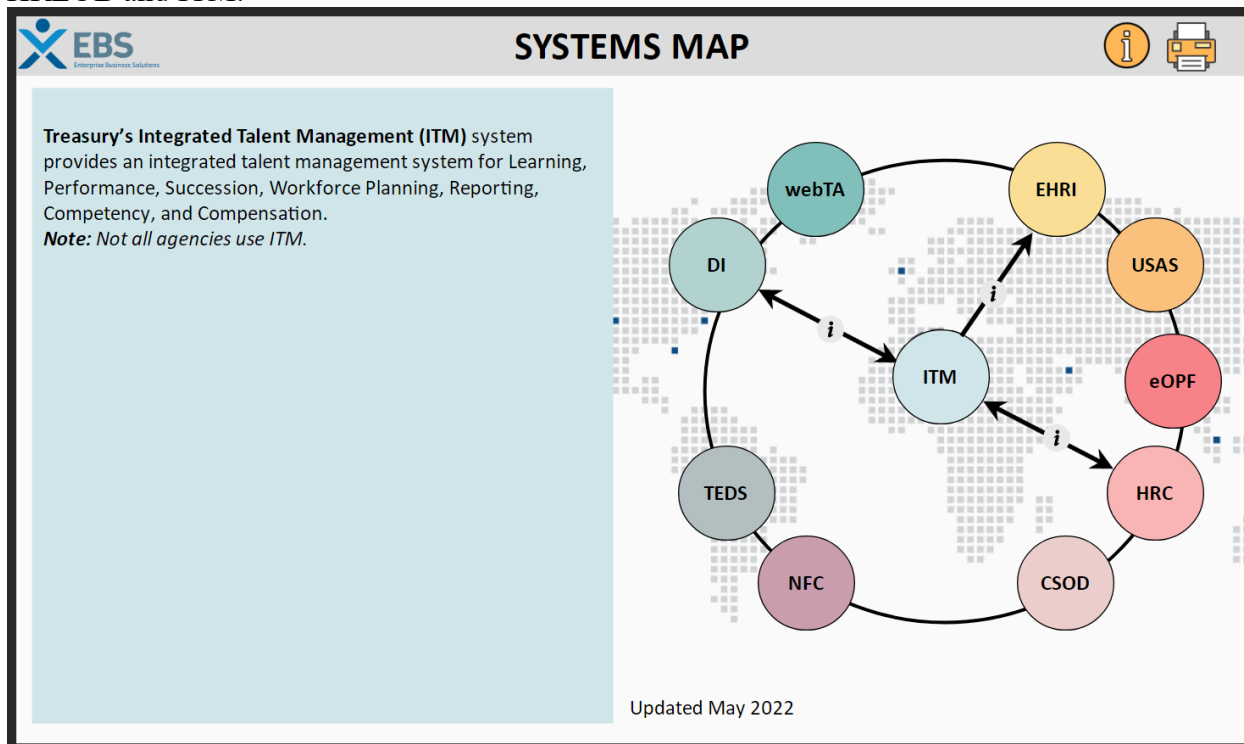 EBS
Enterprise Business Solutions
SYSTEMS MAP
i
Treasury's Integrated Talent Management (ITM) system
provides an integrated talent management system for Learning,
Performance, Succession, Workforce Planning, Reporting,
Competency, and Compensation.
Note: Not all agencies use ITM.
webTA
EHRI
DI
USAS
i
i
ITM
eOPF
i
TEDS
HRC
NFC
CSOD
Updated May 2022